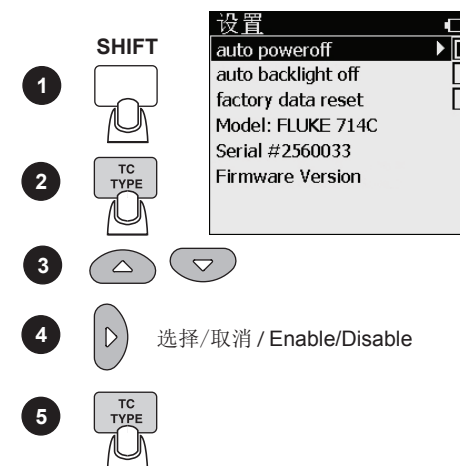 SHIFT
1
2
TC
TYPE
3
4
选择/取消 / Enable/Disable
5
TC
TYPE
设置
auto poweroff
auto backlight off
factory data reset
Model: FLUKE 714C
Serial #2560033
Firmware Version